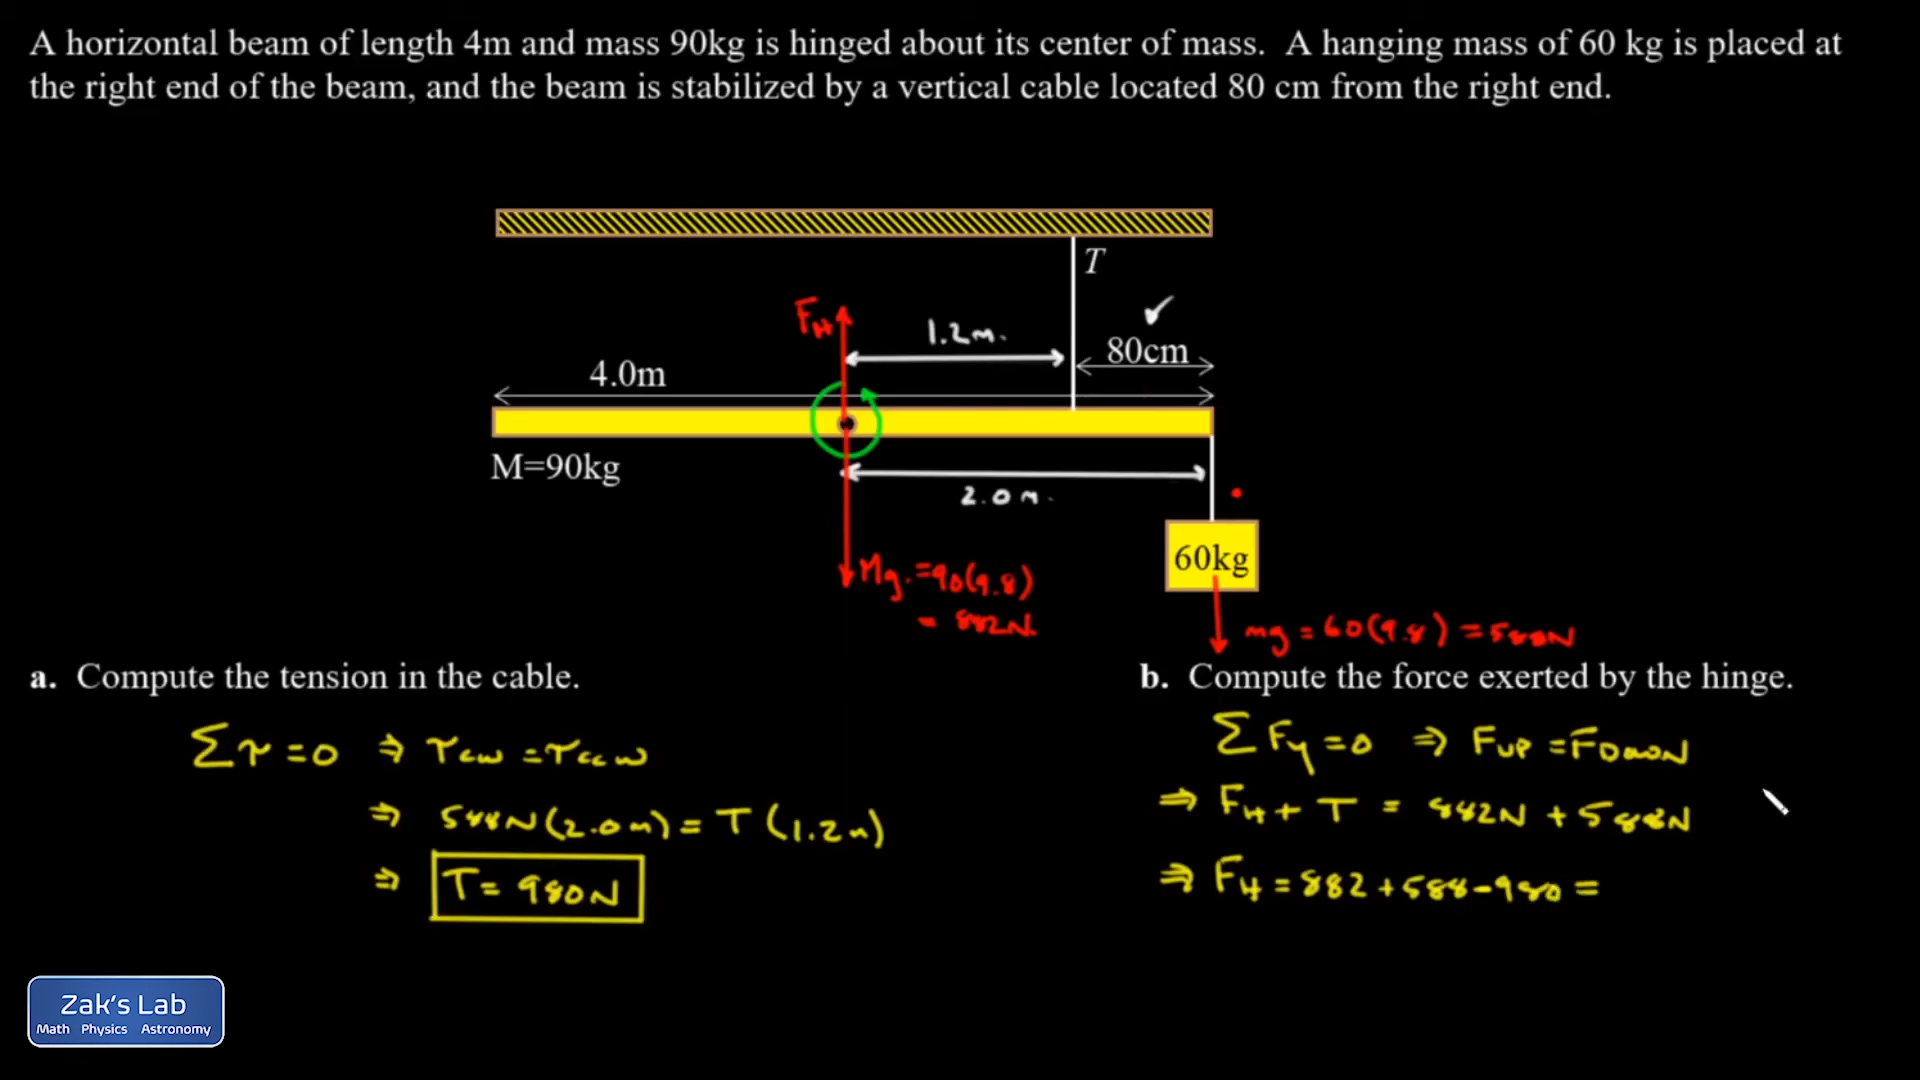 A horizontal beam of length 4m and mass 90kg is hinged about its center of mass. A hanging mass of 60 kg is placed at
the right end of the beam, and the beam is stabilized by a vertical cable located 80 cm from the right end.
T
F_H
1.2m.
80cm
4.0m
M=90kg
2.0m.
60kg
Mg.=90(9.8)
= 882N.
mg = 60(9.8) = 588N
a. Compute the tension in the cable.
Στ = 0 ⇒ τcw = τccw
⇒ 588N(2.0m) = T(1.2m)
⇒ T = 980N
b. Compute the force exerted by the hinge.
ΣFy = 0 ⇒ FUP = FDOWN
⇒ F_H + T = 882N + 588N
⇒ F_H = 882 + 588 - 980 =
Zak's Lab
Math Physics Astronomy